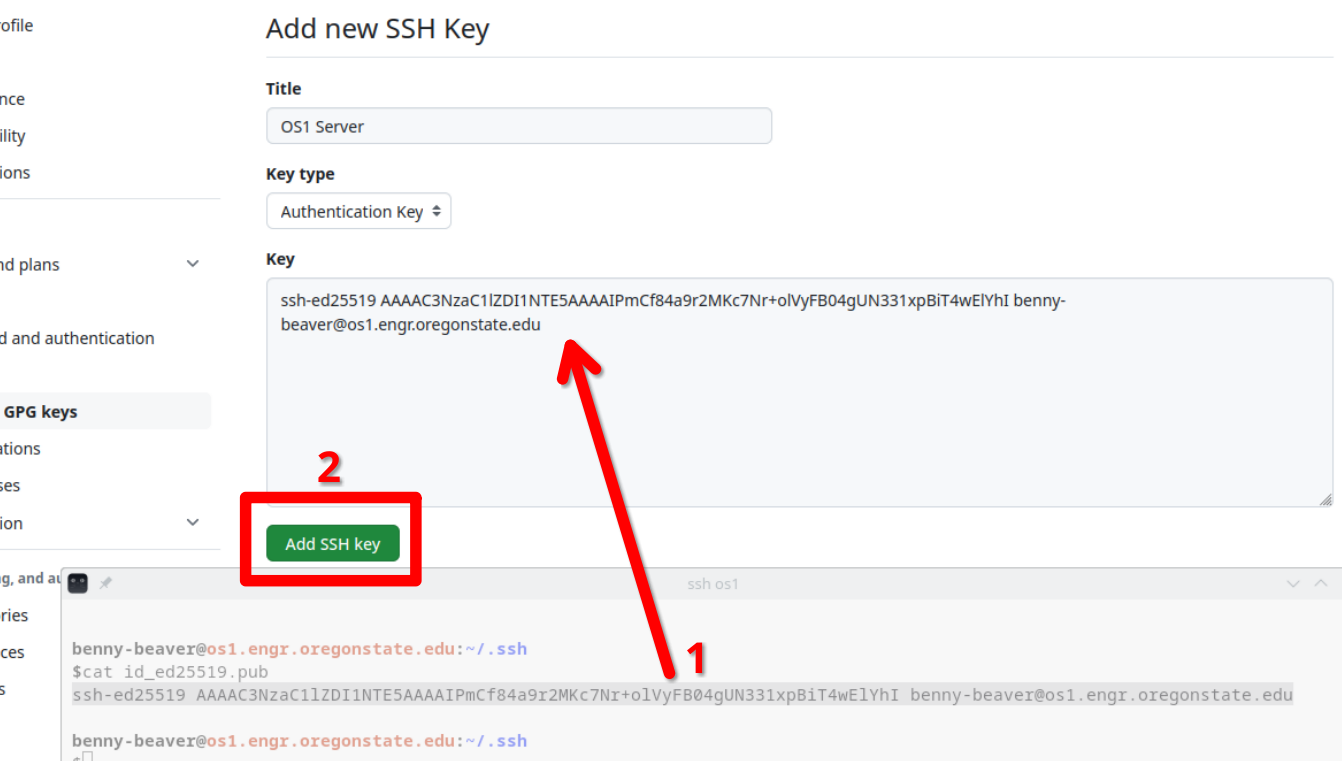 ofile
Add new SSH Key
Title
nce
OS1 Server
ility
ions
Key type
Authentication Key
Key
nd plans
ssh-ed25519 AAAAC3NzaC1lZDI1NTE5AAAAIPmCf84a9r2MKc7Nr+olVyFB04gUN331xpBiT4wElYhI benny-
beaver@os1.engr.oregonstate.edu
d and authentication
GPG keys
ations
2
ses
ion
Add SSH key
g, and au
ssh os1
ries
benny-beaver@os1.engr.oregonstate.edu:~/.ssh
1
ces
$cat id_ed25519.pub
s
ssh-ed25519 AAAAC3NzaC1lZDI1NTE5AAAAIPmCf84a9r2MKc7Nr+olVyFB04gUN331xpBiT4wElYhI benny-beaver@os1.engr.oregonstate.edu
benny-beaver@os1.engr.oregonstate.edu:~/.ssh
$